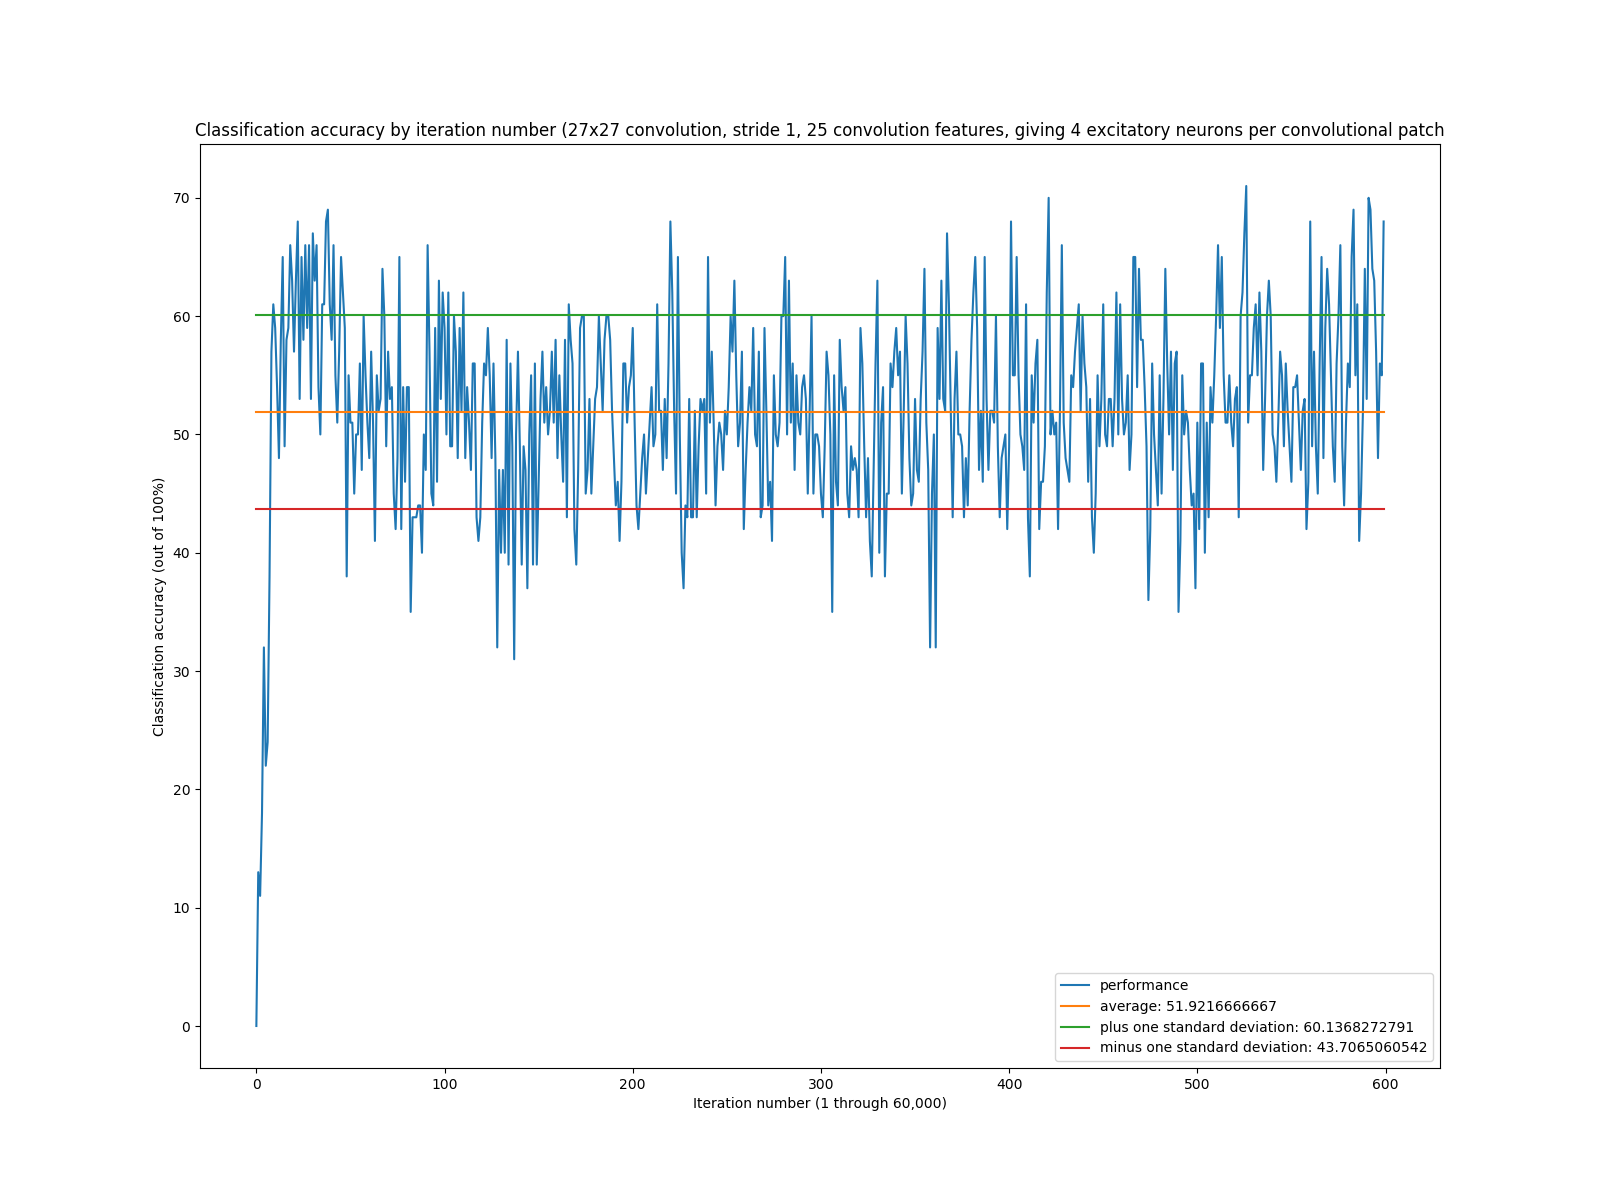 Classification accuracy by iteration number (27x27 convolution, stride 1, 25 convolution features, giving 4 excitatory neurons per convolutional patch
Classification accuracy (out of 100%)
70
60
50
40
30
20
10
0
performance
average: 51.9216666667
plus one standard deviation: 60.1368272791
minus one standard deviation: 43.7065060542
0 100 200 300 400 500 600
Iteration number (1 through 60,000)